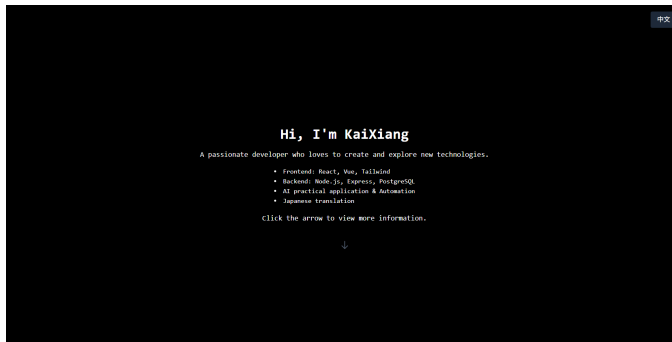 中文
Hi, I'm KaiXiang
A passionate developer who loves to create and explore new technologies.
• Frontend: React, Vue, Tailwind
• Backend: Node.js, Express, PostgreSQL
• AI practical application & Automation
• Japanese translation
Click the arrow to view more information.
↓